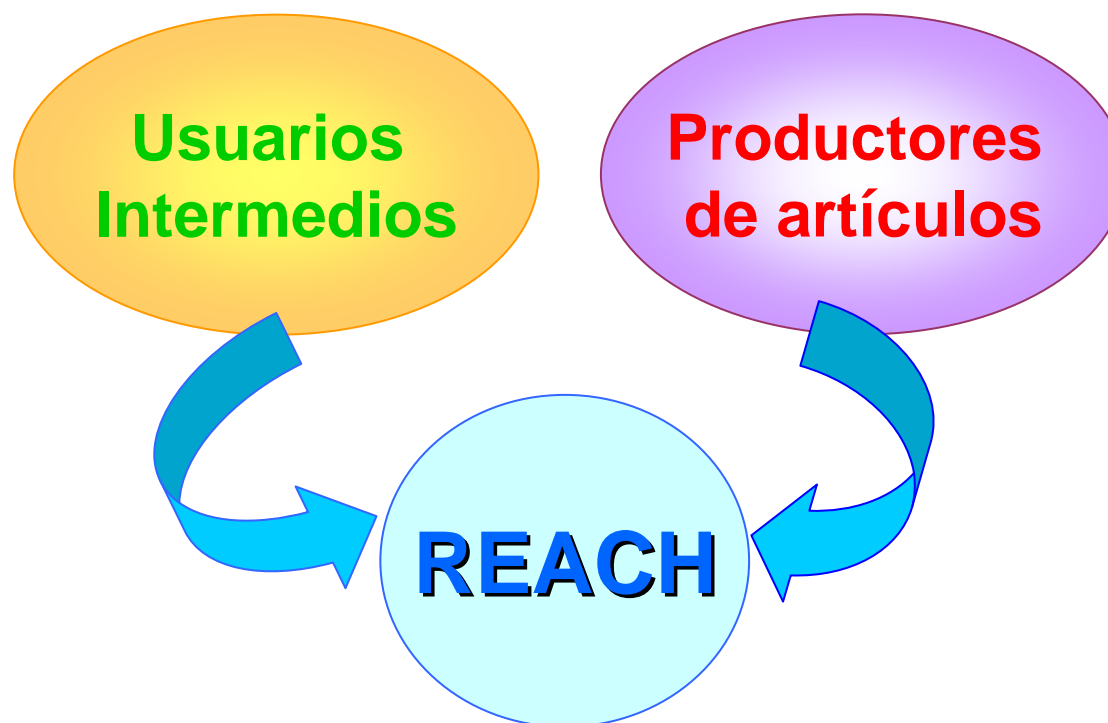 Usuarios
Intermedios
Productores
de artículos
REACH